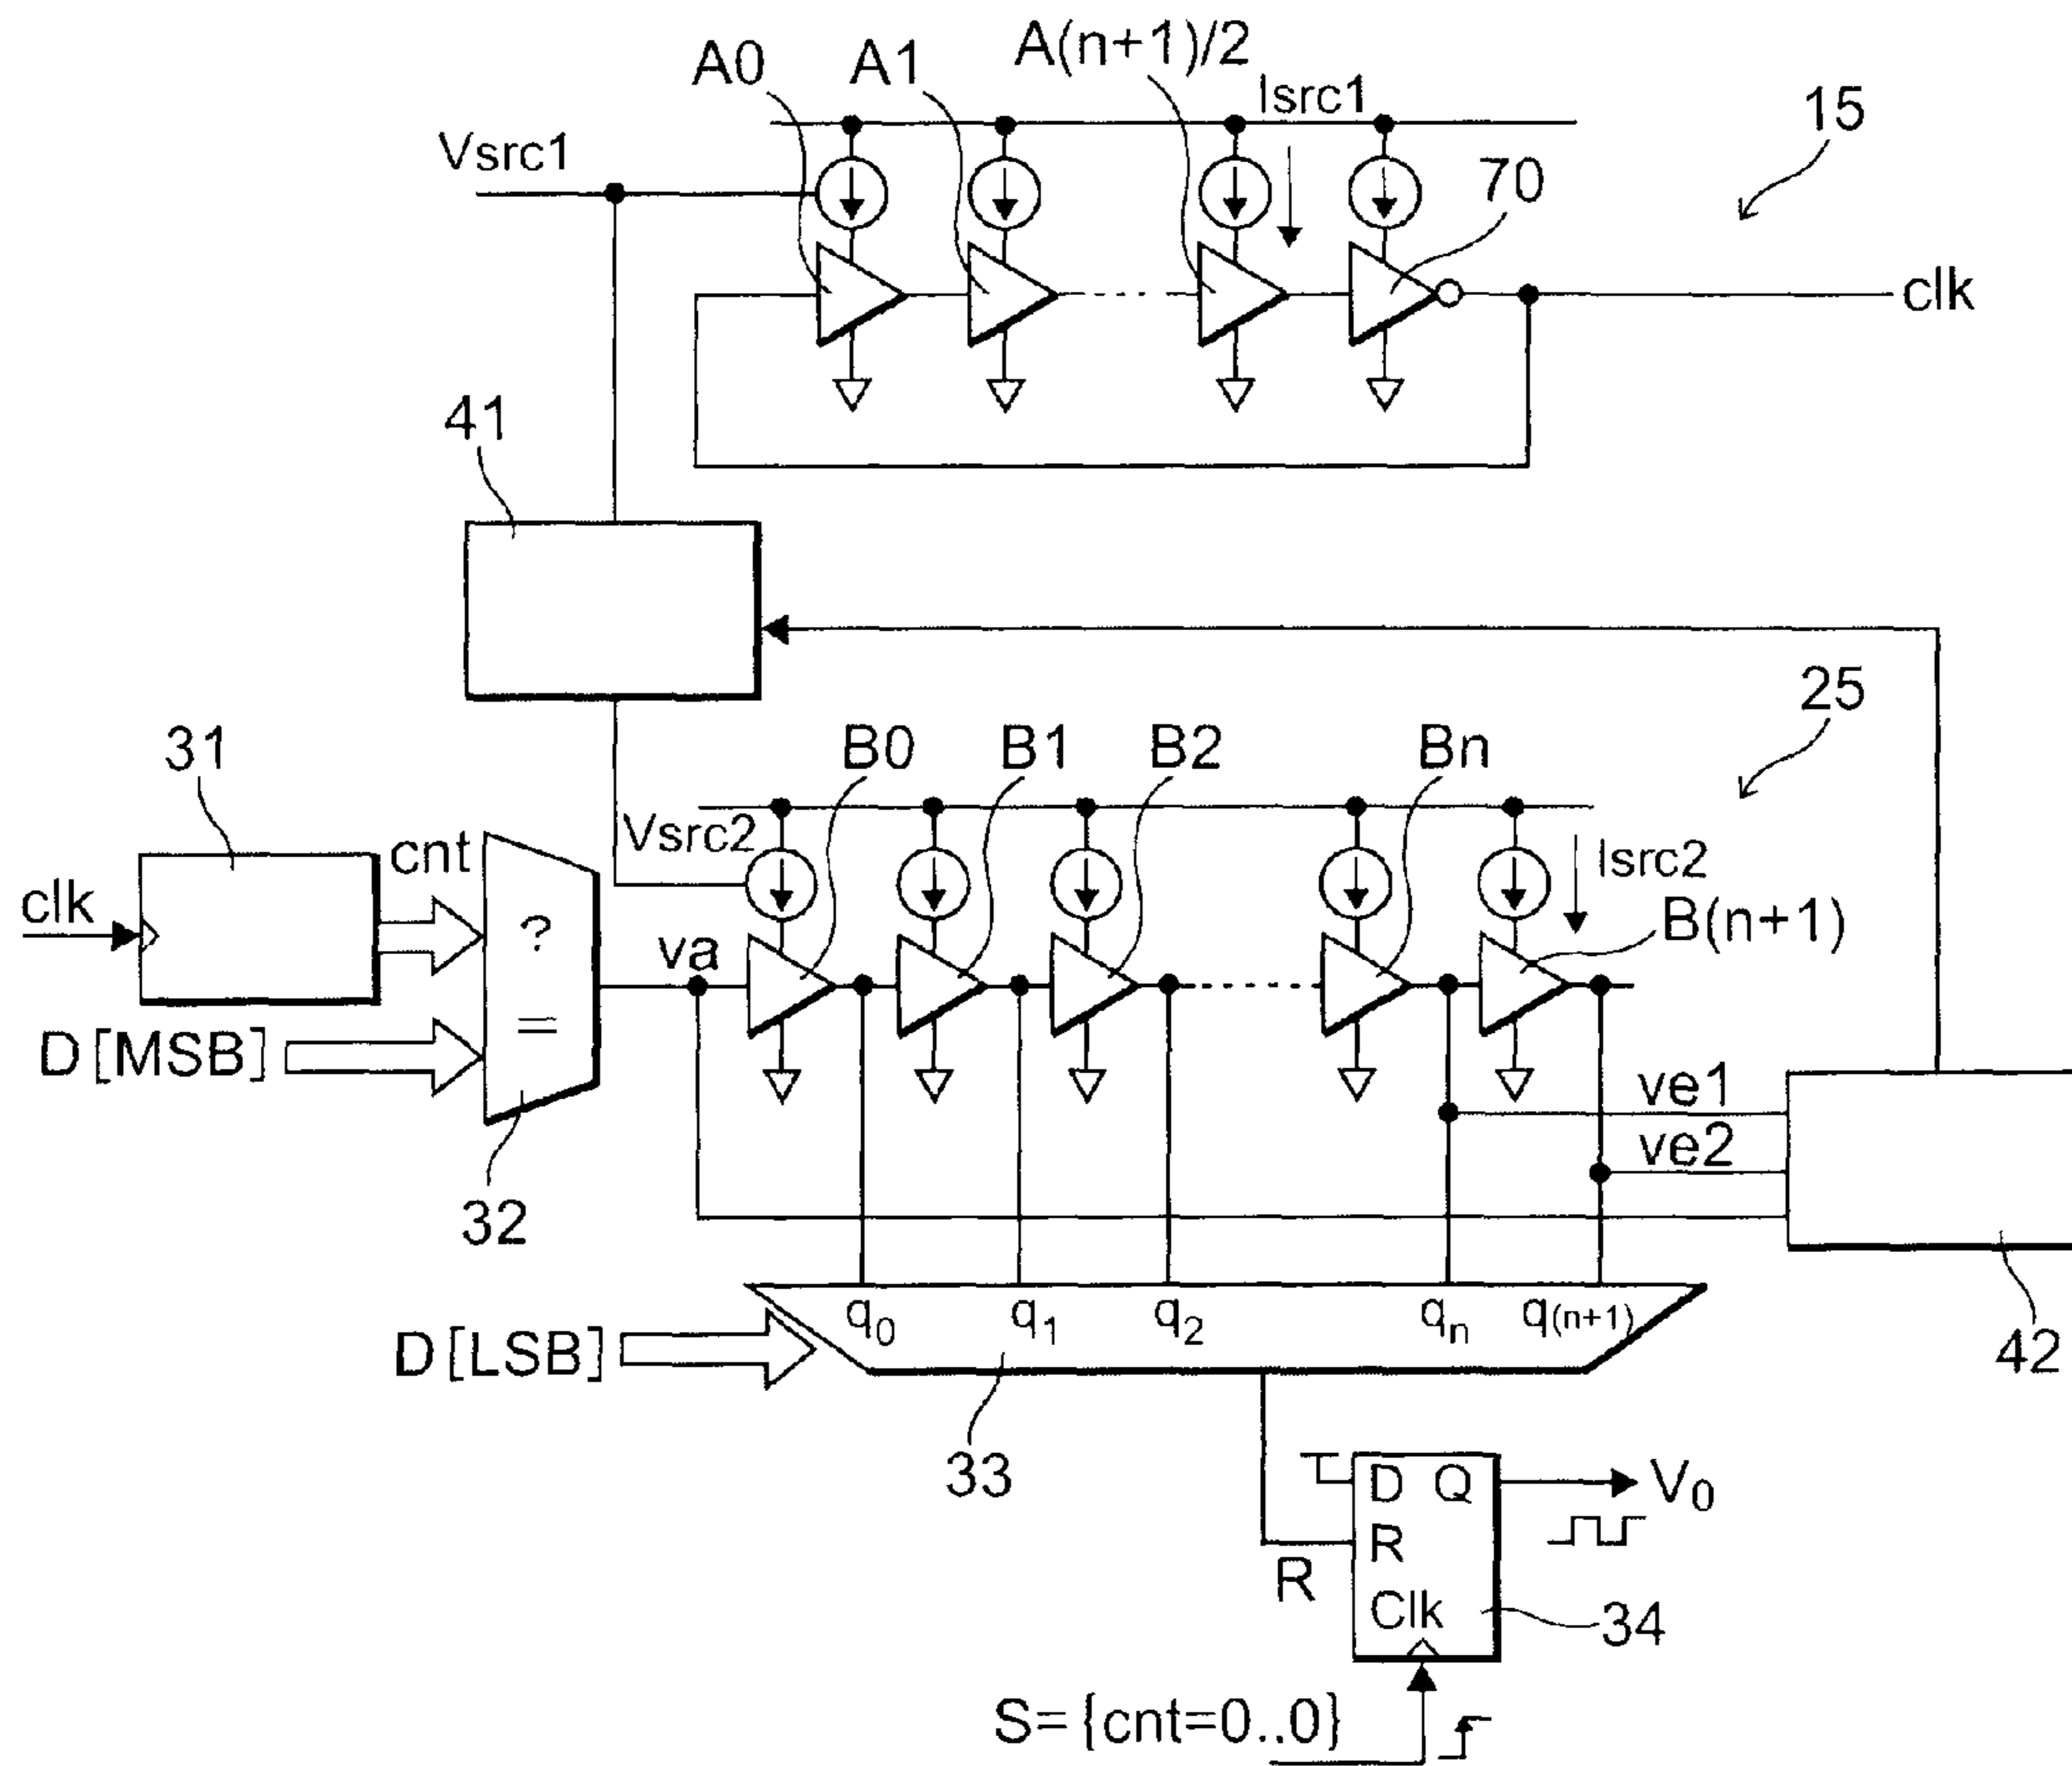 A0 A1 A(n+1)/2
Isrc1
15
Vsrc1
70
clk
41
25
31 B0 B1 B2 Bn
cnt
Vsrc2
Isrc2
clk
?
va
B(n+1)
=
D[MSB]
ve1
ve2
32
q0 q1 q2 qn q(n+1)
D[LSB]
42
33
D Q
V0
R
R
Clk
34
S={cnt=0..0}